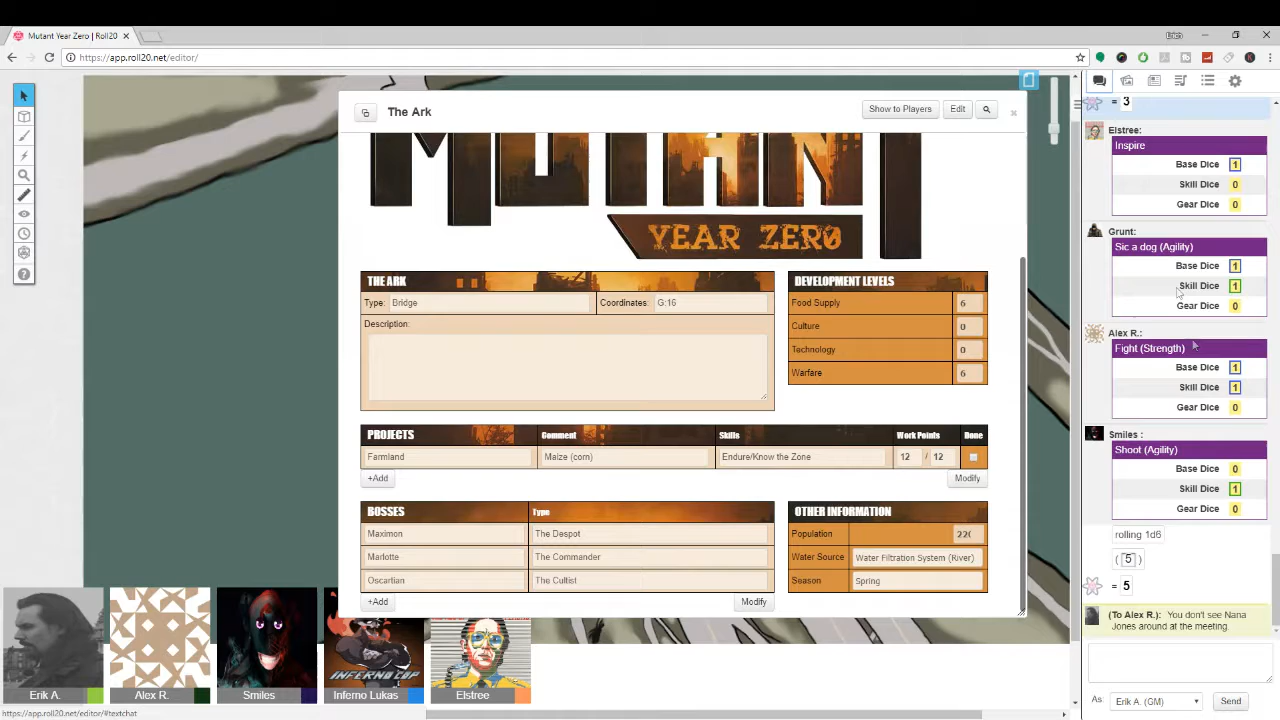 Mutant Year Zero | Roll20
https://app.roll20.net/editor/
The Ark
Show to Players
Edit
MUTANT
YEAR ZERO
THE ARK
Type: Bridge
Coordinates: G:16
Description:
DEVELOPMENT LEVELS
Food Supply 6
Culture 0
Technology 0
Warfare 6
PROJECTS Comment Skills Work Points Done
Farmland Maize (corn) Endure/Know the Zone 12 / 12
+Add
Modify
BOSSES Type
Maximon The Despot
Marlotte The Commander
Oscartian The Cultist
+Add
Modify
OTHER INFORMATION
Population 22(
Water Source Water Filtration System (River)
Season Spring
= 3
Elstree:
Inspire
Base Dice 1
Skill Dice 0
Gear Dice 0
Grunt:
Sic a dog (Agility)
Base Dice 1
Skill Dice 1
Gear Dice 0
Alex R.:
Fight (Strength)
Base Dice 1
Skill Dice 1
Gear Dice 0
Smiles :
Shoot (Agility)
Base Dice 0
Skill Dice 1
Gear Dice 0
rolling 1d6
( 5 )
= 5
(To Alex R.): You don't see Nana
Jones around at the meeting.
As: Erik A. (GM)
Send
INFERNO COP
Erik A.
Alex R.
Smiles
Inferno Lukas
Elstree
https://app.roll20.net/editor/#textchat